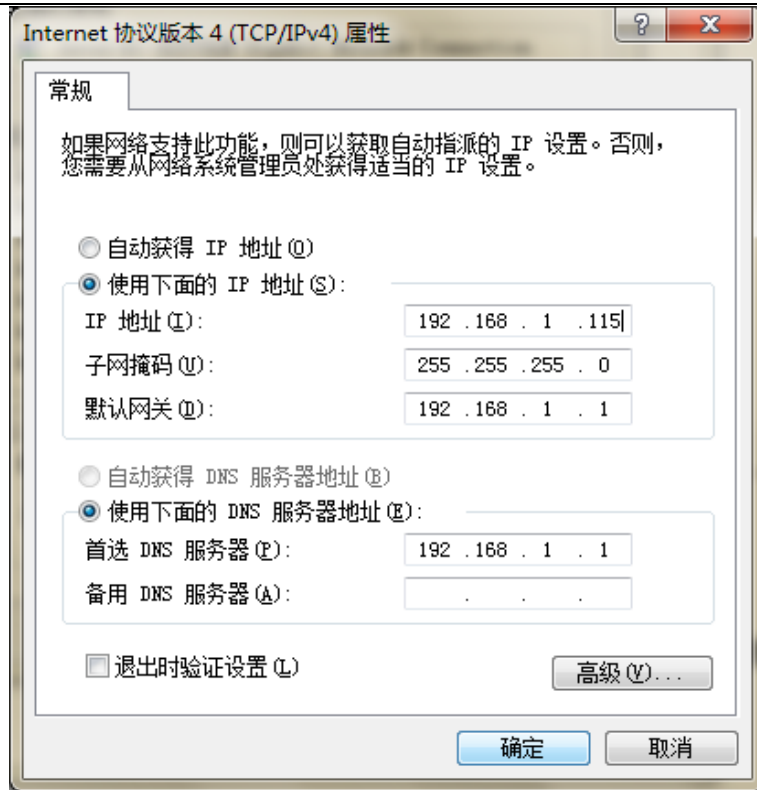 Internet 协议版本 4 (TCP/IPv4) 属性
常规
如果网络支持此功能，则可以获取自动指派的 IP 设置。否则，
您需要从网络系统管理员处获得适当的 IP 设置。
自动获得 IP 地址(O)
使用下面的 IP 地址(S):
IP 地址(I): 192 .168 . 1 .115
子网掩码(U): 255 .255 .255 . 0
默认网关(D): 192 .168 . 1 . 1
自动获得 DNS 服务器地址(B)
使用下面的 DNS 服务器地址(E):
首选 DNS 服务器(P): 192 .168 . 1 . 1
备用 DNS 服务器(A): . . .
退出时验证设置(L)
高级(V)...
确定 取消